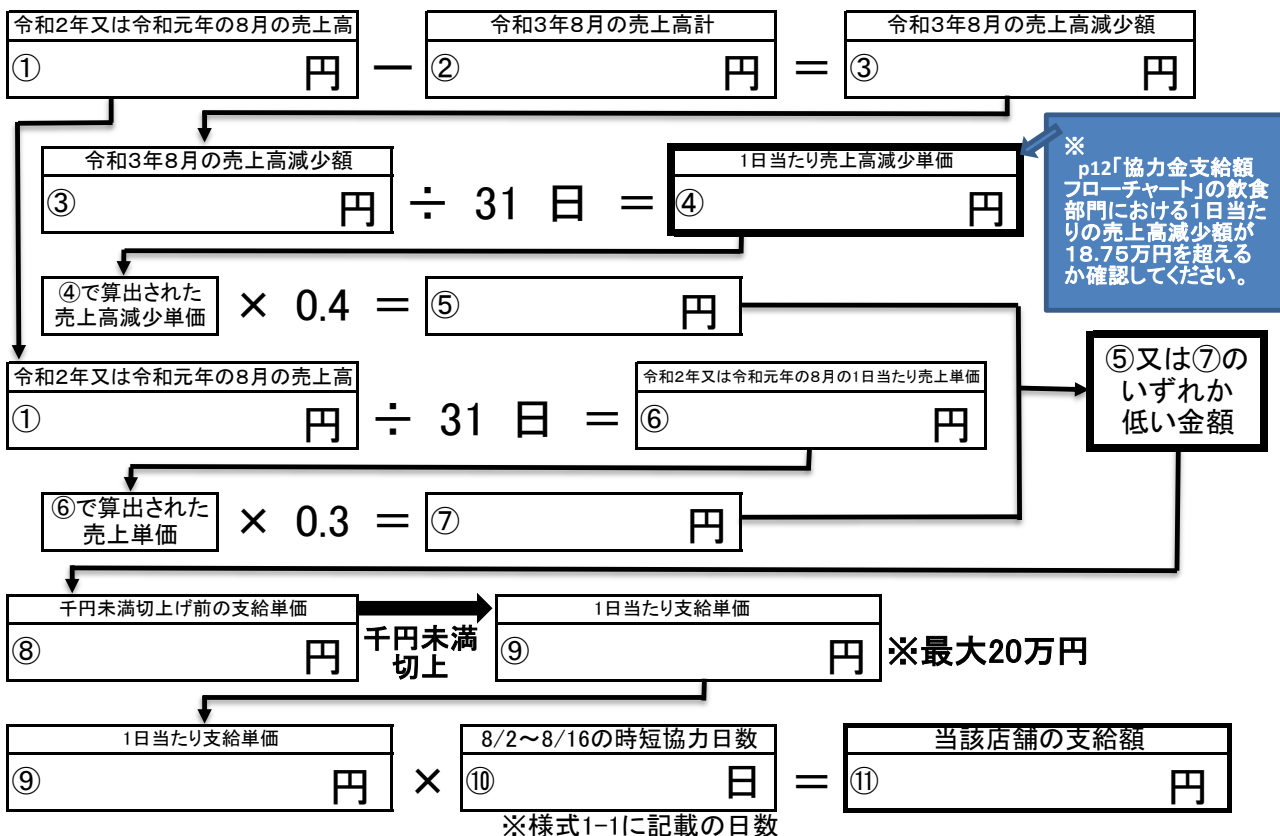 令和2年又は令和元年の8月の売上高
令和3年8月の売上高計
令和3年8月の売上高減少額
① 円 － ② 円 ＝ ③ 円
令和3年8月の売上高減少額
1日当たり売上高減少単価
③ 円 ÷ 31 日 ＝ ④ 円
※
p12「協力金支給額
フローチャート」の飲食
部門における1日当た
りの売上高減少額が
18.75万円を超える
か確認してください。
④で算出された
売上高減少単価
× 0.4 ＝ ⑤ 円
令和2年又は令和元年の8月の売上高
令和2年又は令和元年の8月の1日当たり売上単価
① 円 ÷ 31 日 ＝ ⑥ 円
⑤又は⑦の
いずれか
低い金額
⑥で算出された
売上単価
× 0.3 ＝ ⑦ 円
千円未満切上げ前の支給単価
1日当たり支給単価
⑧ 円
千円未満
切上
⑨ 円 ※最大20万円
1日当たり支給単価
8/2～8/16の時短協力日数
当該店舗の支給額
⑨ 円 × ⑩ 日 ＝ ⑪ 円
※様式1-1に記載の日数